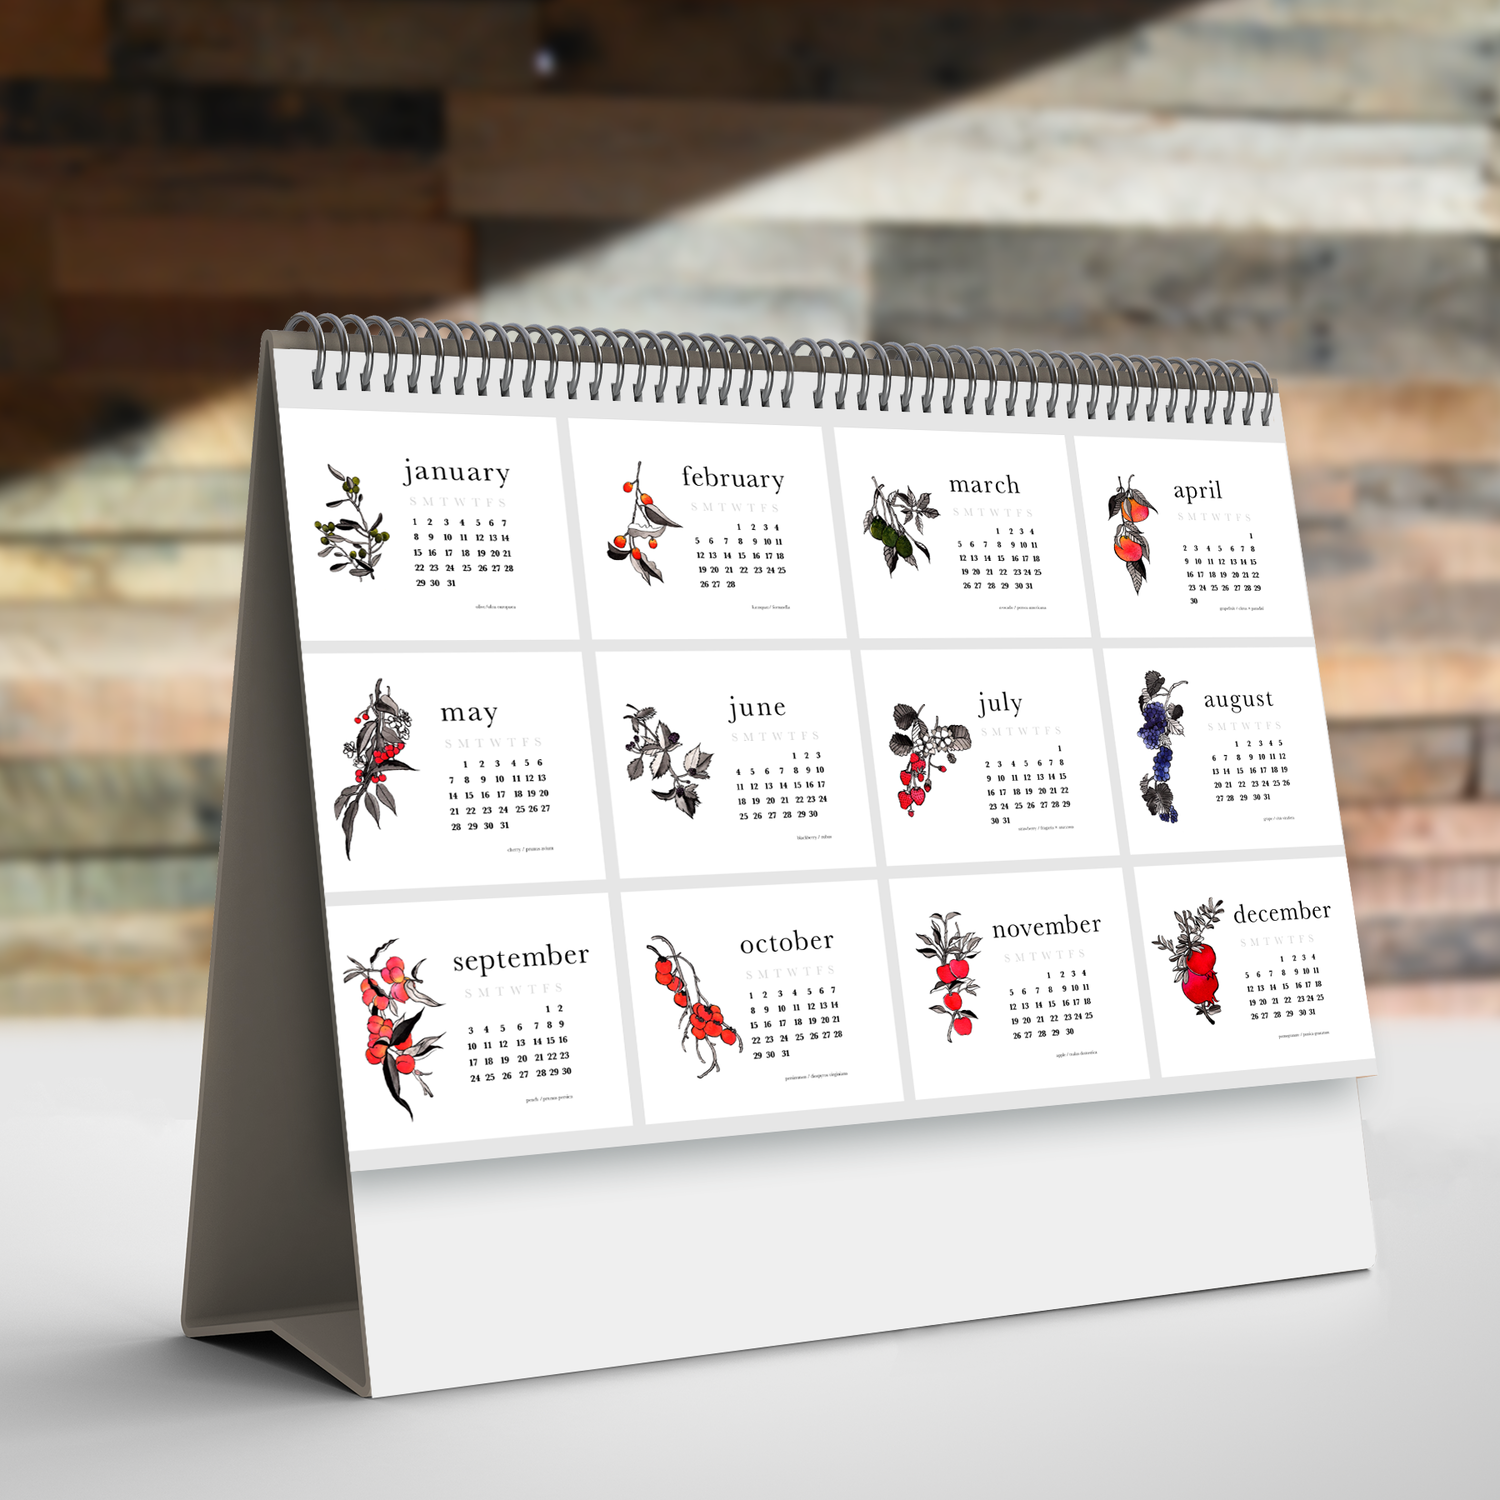 january
S M T W T F S
1 2 3 4 5 6 7
8 9 10 11 12 13 14
15 16 17 18 19 20 21
22 23 24 25 26 27 28
29 30 31
february
S M T W T F S
1 2 3 4
5 6 7 8 9 10 11
12 13 14 15 16 17 18
19 20 21 22 23 24 25
26 27 28
march
S M T W T F S
1 2 3 4
5 6 7 8 9 10 11
12 13 14 15 16 17 18
19 20 21 22 23 24 25
26 27 28 29 30 31
april
S M T W T F S
1
2 3 4 5 6 7 8
9 10 11 12 13 14 15
16 17 18 19 20 21 22
23 24 25 26 27 28 29
30
may
S M T W T F S
1 2 3 4 5 6
7 8 9 10 11 12 13
14 15 16 17 18 19 20
21 22 23 24 25 26 27
28 29 30 31
cherry / prunus avium
june
S M T W T F S
1 2 3
4 5 6 7 8 9 10
11 12 13 14 15 16 17
18 19 20 21 22 23 24
25 26 27 28 29 30
blackberry / rubus
july
S M T W T F S
1
2 3 4 5 6 7 8
9 10 11 12 13 14 15
16 17 18 19 20 21 22
23 24 25 26 27 28 29
30 31
august
S M T W T F S
1 2 3 4 5
6 7 8 9 10 11 12
13 14 15 16 17 18 19
20 21 22 23 24 25 26
27 28 29 30 31
september
S M T W T F S
1 2
3 4 5 6 7 8 9
10 11 12 13 14 15 16
17 18 19 20 21 22 23
24 25 26 27 28 29 30
peach / prunus persica
october
S M T W T F S
1 2 3 4 5 6 7
8 9 10 11 12 13 14
15 16 17 18 19 20 21
22 23 24 25 26 27 28
29 30 31
persimmon / diospyros virginiana
november
S M T W T F S
1 2 3 4
5 6 7 8 9 10 11
12 13 14 15 16 17 18
19 20 21 22 23 24 25
26 27 28 29 30
apple / malus domestica
december
S M T W T F S
1 2 3 4
5 6 7 8 9 10 11
12 13 14 15 16 17 18
19 20 21 22 23 24 25
26 27 28 29 30 31
pomegranate / punica granatum